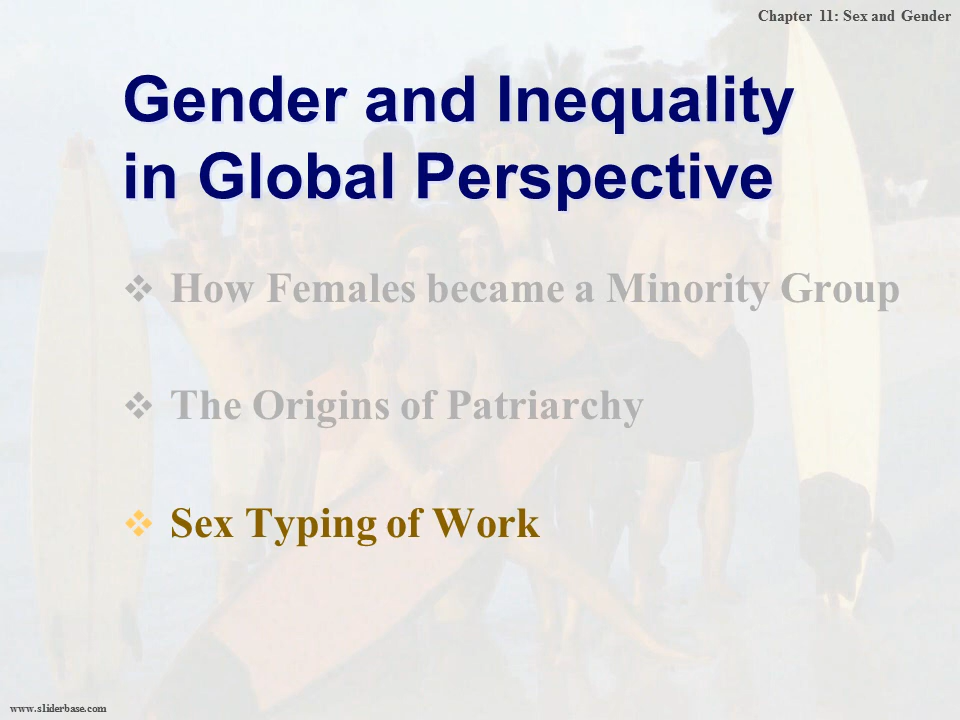 Chapter 11: Sex and Gender
Gender and Inequality
in Global Perspective
❖ How Females became a Minority Group
❖ The Origins of Patriarchy
❖ Sex Typing of Work
www.sliderbase.com